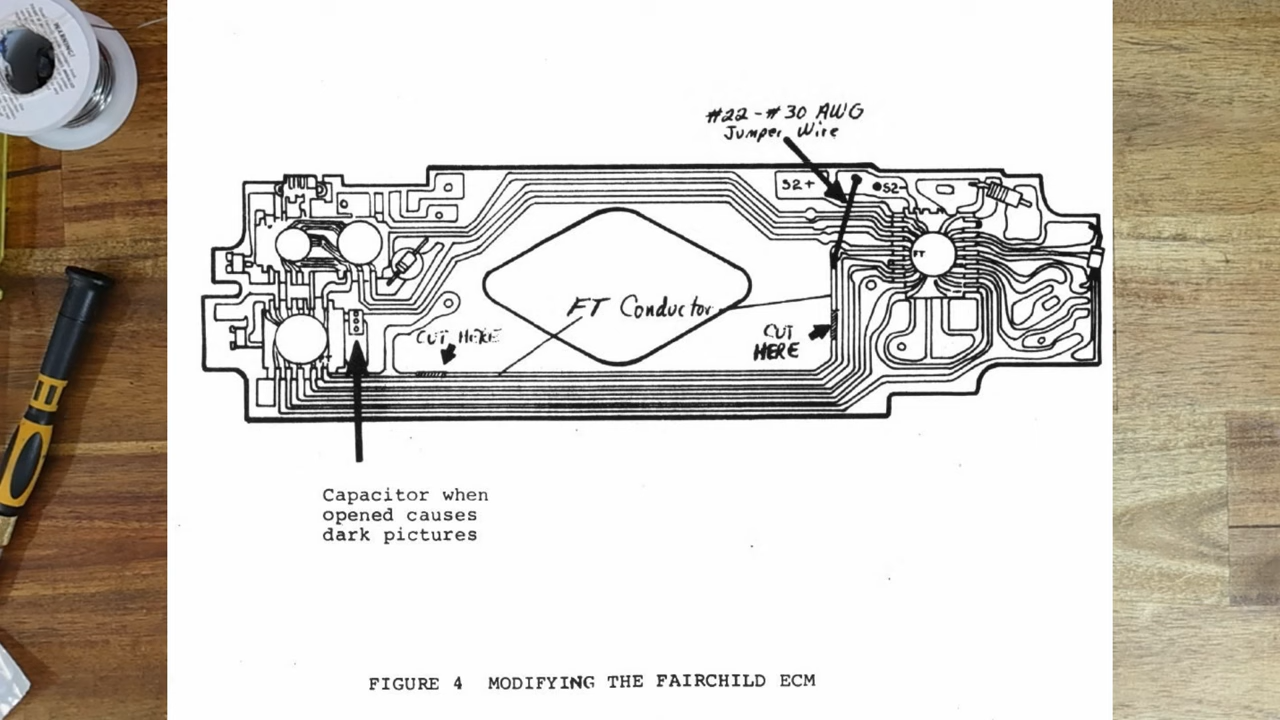 WARNING:
#22-#30 AWG
Jumper Wire
S2+
S2-
FT
FT Conductor
CUT HERE
CUT
HERE
Capacitor when
opened causes
dark pictures
FIGURE 4 MODIFYING THE FAIRCHILD ECM